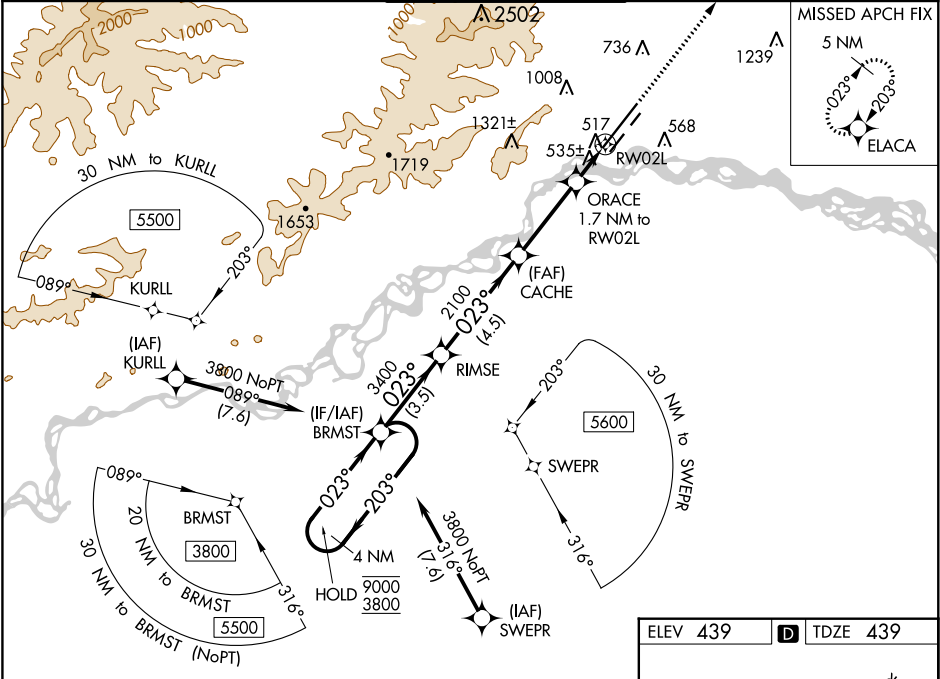 2000
1000
1000
2502
736
1239
1008
1321±
517
568
535±
RW02L
1719
1653
MISSED APCH FIX
5 NM
023°
203°
ELACA
30 NM to KURLL
5500
089°
203°
KURLL
ORACE
1.7 NM to
RW02L
(FAF)
CACHE
2100
023°
(4.5)
RIMSE
(IAF)
KURLL
3800 NoPT
089°
(7.6)
3400
023°
(3.5)
(IF/IAF)
BRMST
023°
203°
4 NM
HOLD
9000
3800
30 NM to SWEPR
5600
203°
SWEPR
316°
089°
BRMST
20 NM to BRMST
3800
316°
30 NM to BRMST (NoPT)
5500
3800 NoPT
316°
(7.6)
(IAF)
SWEPR
ELEV 439
D
TDZE 439